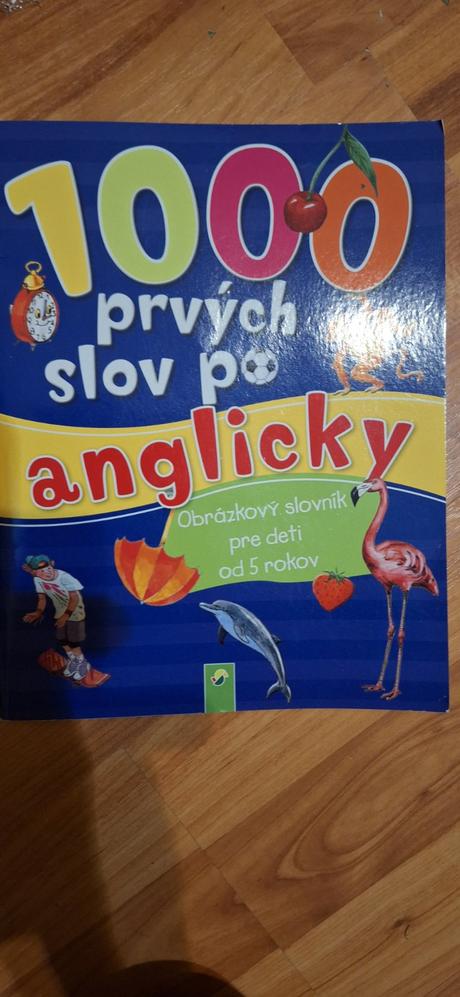 1000
prvých
slov po
anglicky
Obrázkový slovník
pre deti
od 5 rokov